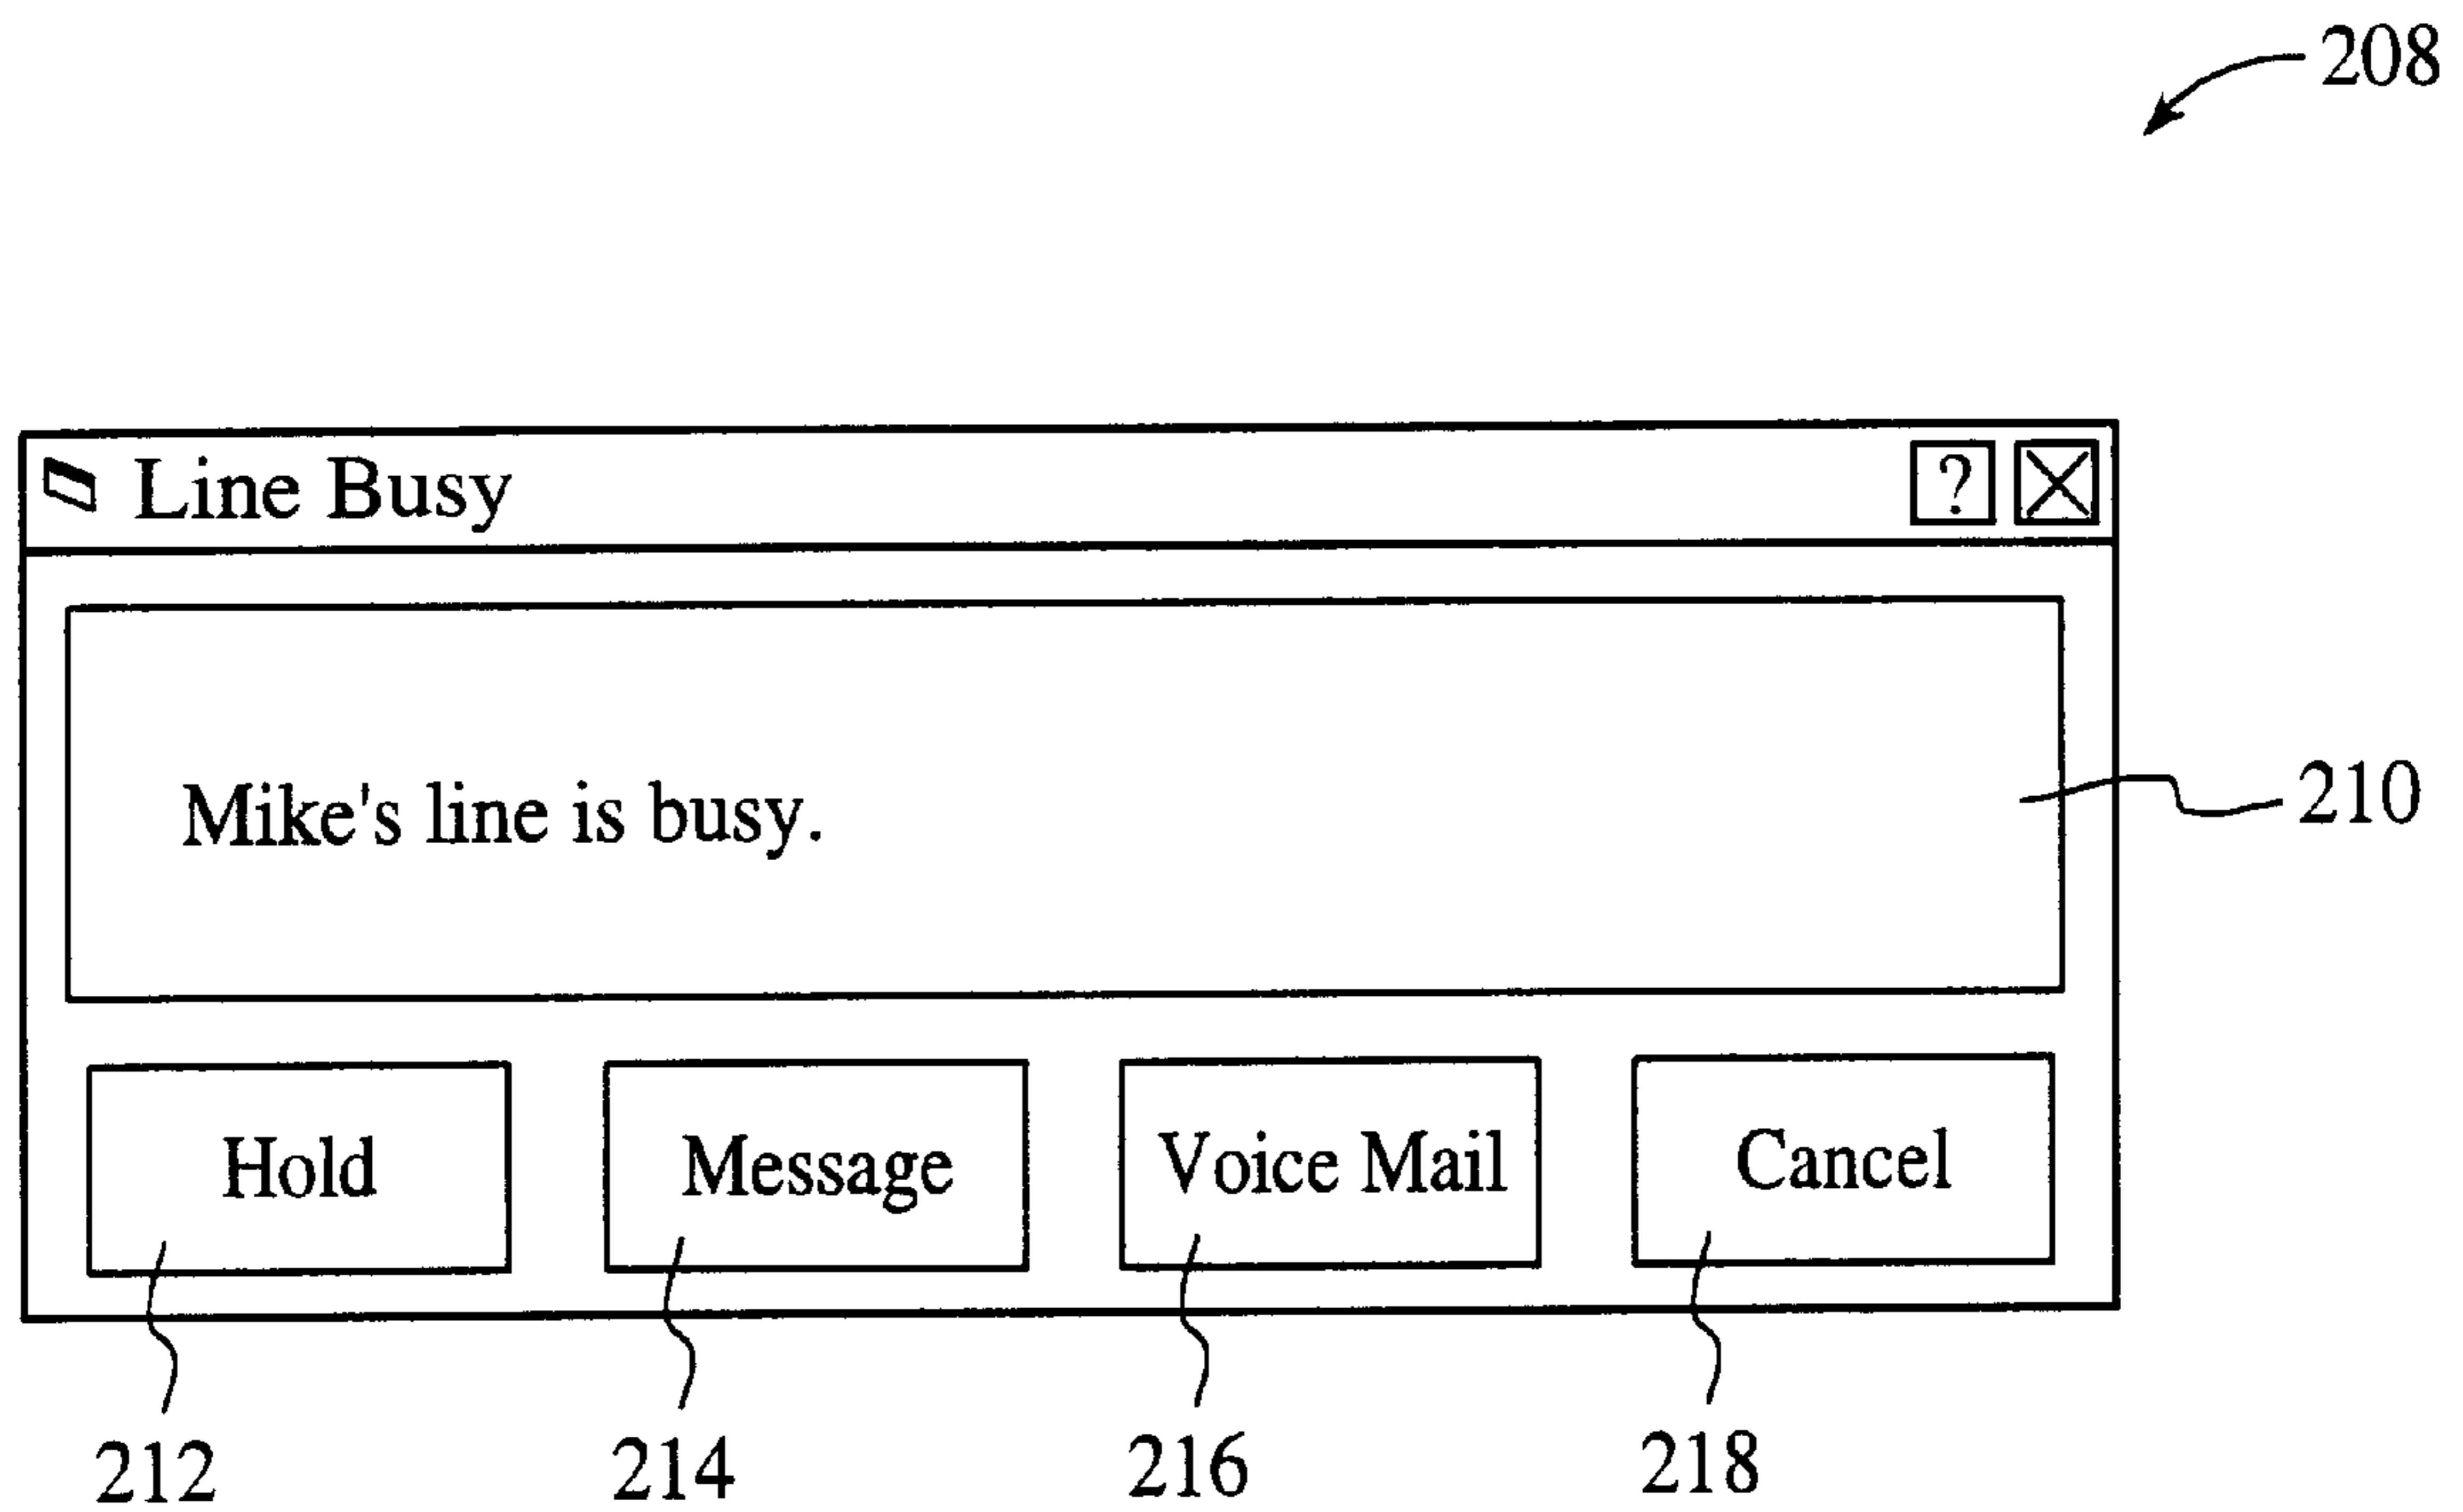 208
Line Busy ? X
Mike's line is busy.
210
Hold Message Voice Mail Cancel
212 214 216 218